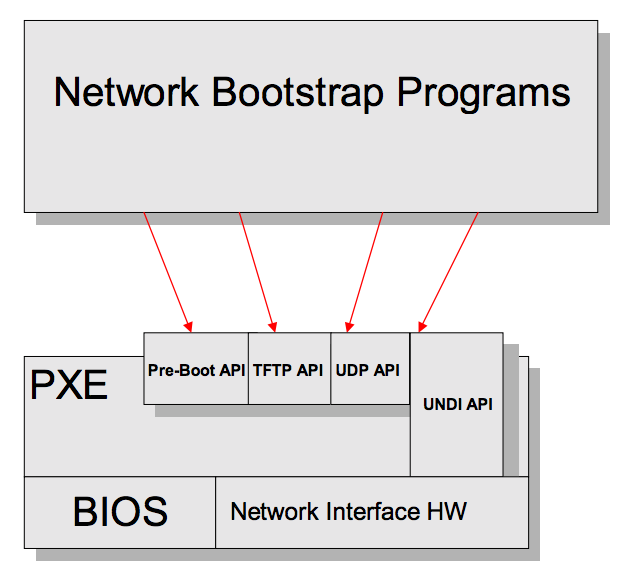 Network Bootstrap Programs
Pre-Boot API
TFTP API
UDP API
PXE
UNDI API
BIOS
Network Interface HW